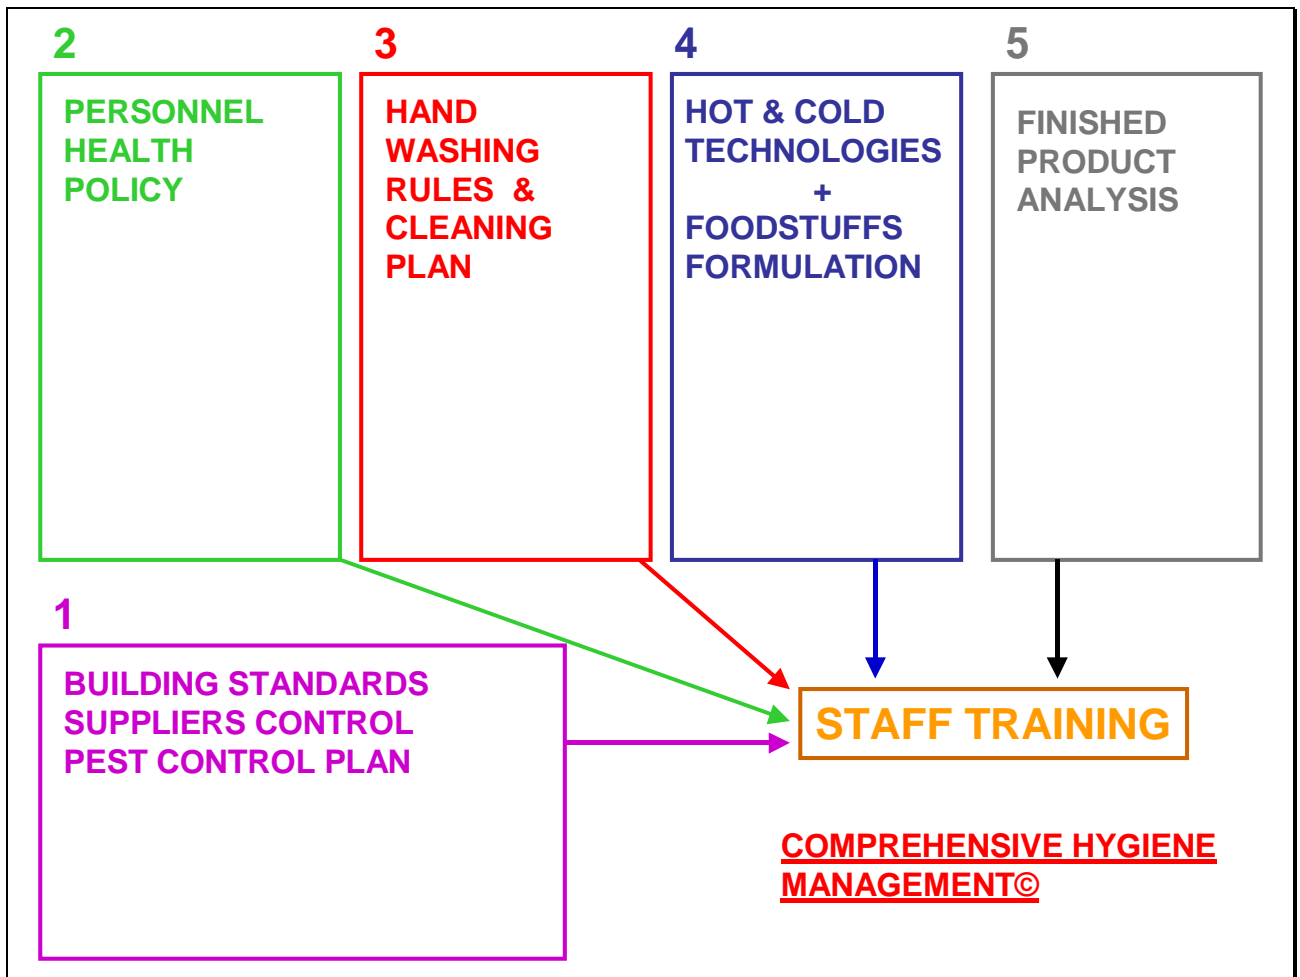 2
PERSONNEL
HEALTH
POLICY
3
HAND
WASHING
RULES &
CLEANING
PLAN
4
HOT & COLD
TECHNOLOGIES
+
FOODSTUFFS
FORMULATION
5
FINISHED
PRODUCT
ANALYSIS
1
BUILDING STANDARDS
SUPPLIERS CONTROL
PEST CONTROL PLAN
STAFF TRAINING
COMPREHENSIVE HYGIENE
MANAGEMENT©